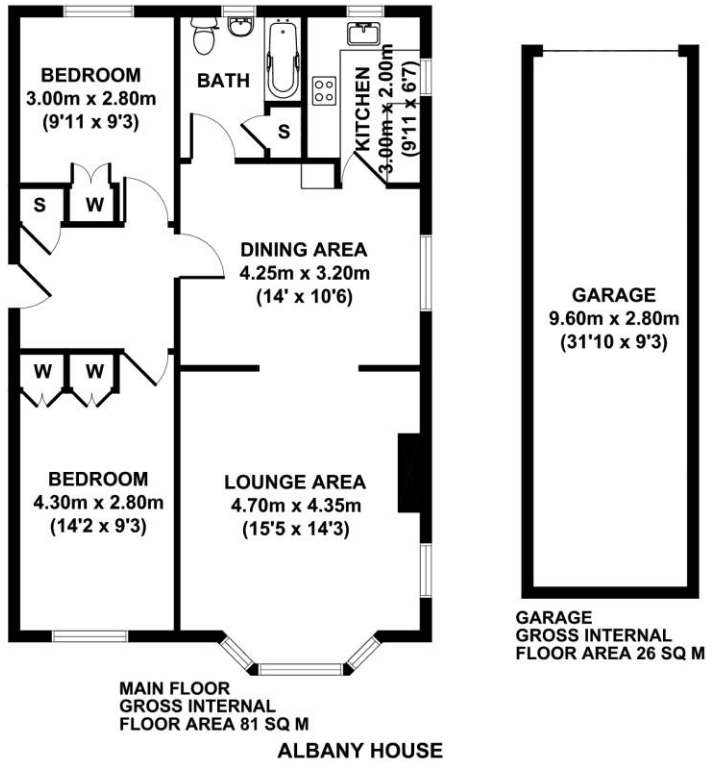 BEDROOM
3.00m x 2.80m
(9'11 x 9'3)
BATH
S
KITCHEN
3.00m x 2.00m
(9'11 x 6'7)
S
W
DINING AREA
4.25m x 3.20m
(14' x 10'6)
GARAGE
9.60m x 2.80m
(31'10 x 9'3)
W
W
BEDROOM
4.30m x 2.80m
(14'2 x 9'3)
LOUNGE AREA
4.70m x 4.35m
(15'5 x 14'3)
GARAGE
GROSS INTERNAL
FLOOR AREA 26 SQ M
MAIN FLOOR
GROSS INTERNAL
FLOOR AREA 81 SQ M
ALBANY HOUSE